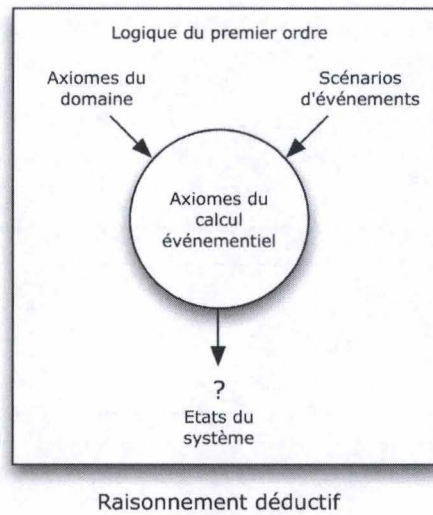 Logique du premier ordre
Axiomes du
domaine
Scénarios
d'événements
Axiomes du
calcul
événementiel
?
Etats du
système
Raisonnement déductif